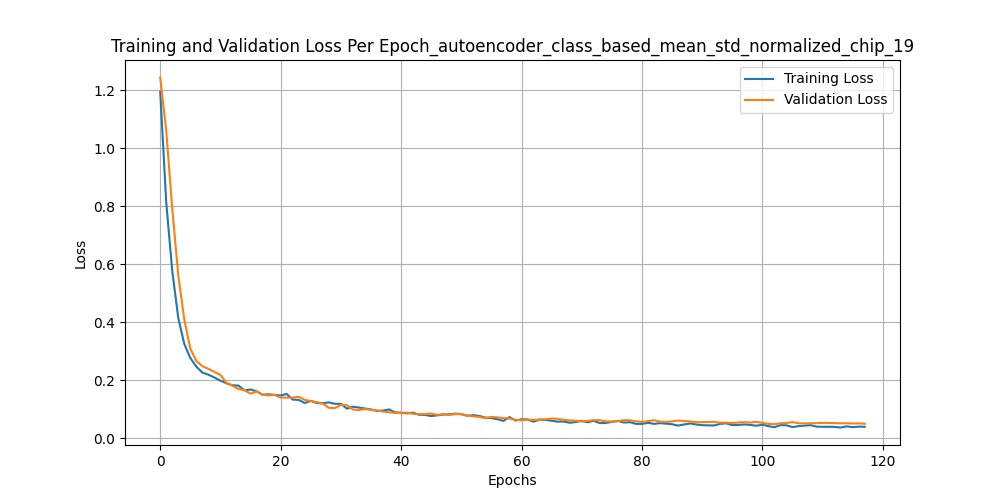 Training and Validation Loss Per Epoch_autoencoder_class_based_mean_std_normalized_chip_19
Training Loss
Validation Loss
1.2
1.0
0.8
0.6
0.4
0.2
0.0
Loss
0 20 40 60 80 100 120
Epochs